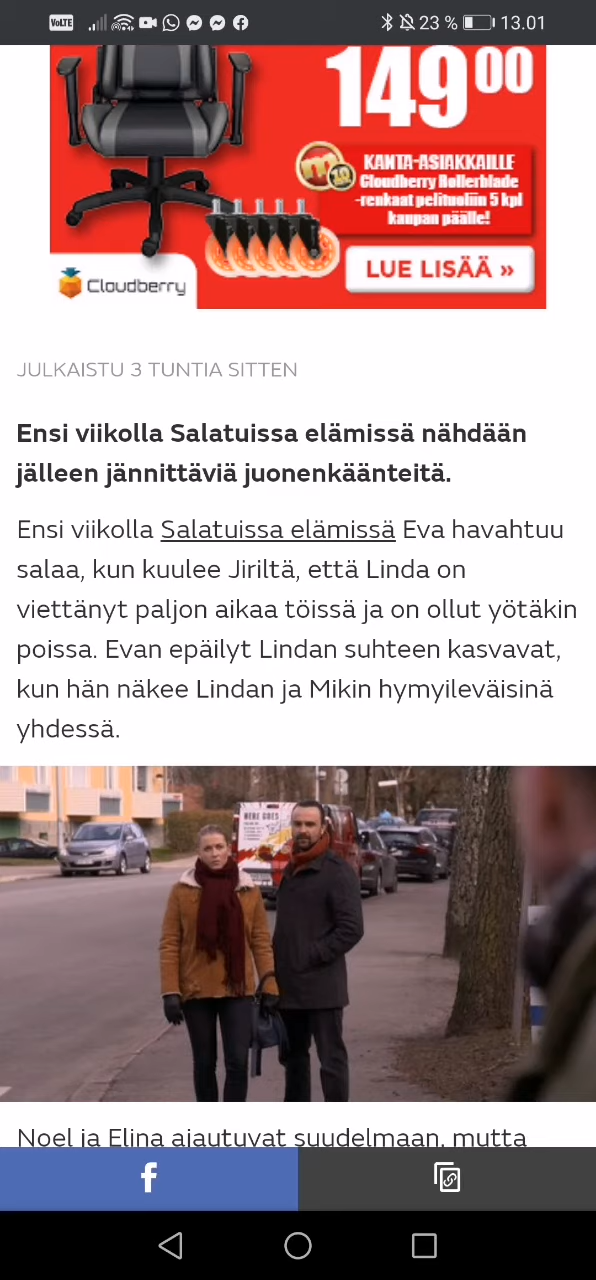 VoLTE
23 %
13.01
149 00
KANTA-ASIAKKAILLE
Cloudberry Rollerblade
-renkaat pelituoliin 5 kpl
kaupan päälle!
LUE LISÄÄ »
Cloudberry
JULKAISTU 3 TUNTIA SITTEN
Ensi viikolla Salatuissa elämissä nähdään
jälleen jännittäviä juonenkäänteitä.
Ensi viikolla Salatuissa elämissä Eva havahtuu
salaa, kun kuulee Jiriltä, että Linda on
viettänyt paljon aikaa töissä ja on ollut yötäkin
poissa. Evan epäilyt Lindan suhteen kasvavat,
kun hän näkee Lindan ja Mikin hymyileväisinä
yhdessä.
HERE GOES
Noel ja Elina ajautuvat suudelmaan, mutta